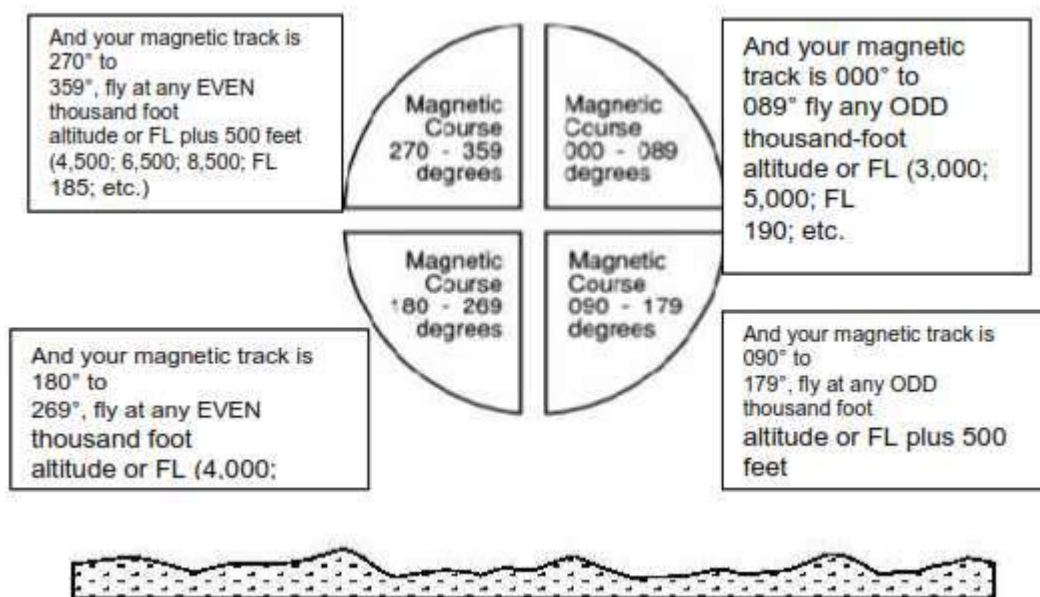 And your magnetic track is
270° to
359°, fly at any EVEN
thousand foot
altitude or FL plus 500 feet
(4,500; 6,500; 8,500; FL
185; etc.)
Magnetic
Course
270 - 359
degrees
Magnetic
Course
000 - 089
degrees
And your magnetic
track is 000° to
089° fly any ODD
thousand-foot
altitude or FL (3,000;
5,000; FL
190; etc.
And your magnetic track is
180° to
269°, fly at any EVEN
thousand foot
altitude or FL (4,000;
Magnetic
Course
180 - 269
degrees
Magnetic
Course
090 - 179
degrees
And your magnetic track is
090° to
179°, fly at any ODD
thousand foot
altitude or FL plus 500
feet